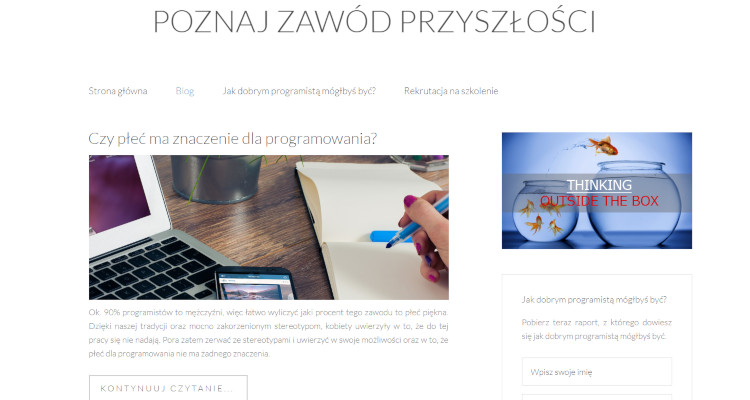 POZNAJ ZAWÓD PRZYSZŁOŚCI
Strona główna Blog Jak dobrym programistą mógłbyś być? Rekrutacja na szkolenie
Czy płeć ma znaczenie dla programowania?
THINKING
OUTSIDE THE BOX
Ok. 90% programistów to mężczyźni, więc łatwo wyliczyć jaki procent tego zawodu to płeć piękna.
Dzięki naszej tradycji oraz mocno zakorzenionym stereotypom, kobiety uwierzyły w to, że do tej
pracy się nie nadają. Pora zatem zerwać ze stereotypami i uwierzyć w swoje możliwości oraz w to, że
płeć dla programowania nie ma żadnego znaczenia.
KONTYNUUJ CZYTANIE...
Jak dobrym programistą mógłbyś być?
Pobierz teraz raport, z którego dowiesz
się jak dobrym programistą mógłbyś być.
Wpisz swoje imię